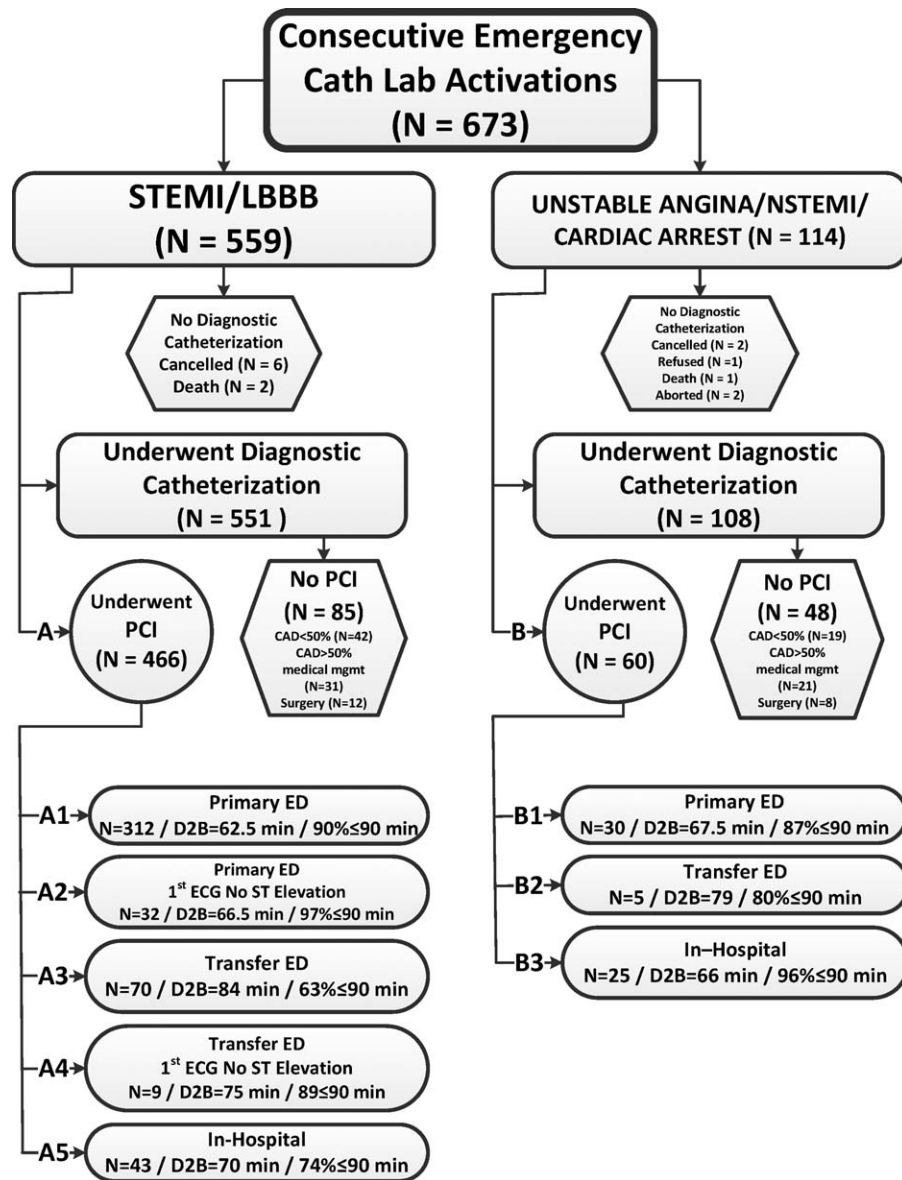 Consecutive Emergency
Cath Lab Activations
(N = 673)
STEMI/LBBB
(N = 559)
UNSTABLE ANGINA/NSTEMI/
CARDIAC ARREST (N = 114)
No Diagnostic
Catheterization
Cancelled (N = 6)
Death (N = 2)
No Diagnostic
Catheterization
Cancelled (N = 2)
Refused (N =1)
Death (N = 1)
Aborted (N = 2)
Underwent Diagnostic
Catheterization
(N = 551 )
Underwent Diagnostic
Catheterization
(N = 108)
A
Underwent
PCI
(N = 466)
No PCI
(N = 85)
CAD<50% (N=42)
CAD>50%
medical mgmt
(N=31)
Surgery (N=12)
B
Underwent
PCI
(N = 60)
No PCI
(N = 48)
CAD<50% (N=19)
CAD>50%
medical mgmt
(N=21)
Surgery (N=8)
A1
Primary ED
N=312 / D2B=62.5 min / 90%≤90 min
A2
Primary ED
1st ECG No ST Elevation
N=32 / D2B=66.5 min / 97%≤90 min
A3
Transfer ED
N=70 / D2B=84 min / 63%≤90 min
A4
Transfer ED
1st ECG No ST Elevation
N=9 / D2B=75 min / 89≤90 min
A5
In-Hospital
N=43 / D2B=70 min / 74%≤90 min
B1
Primary ED
N=30 / D2B=67.5 min / 87%≤90 min
B2
Transfer ED
N=5 / D2B=79 / 80%≤90 min
B3
In–Hospital
N=25 / D2B=66 min / 96%≤90 min